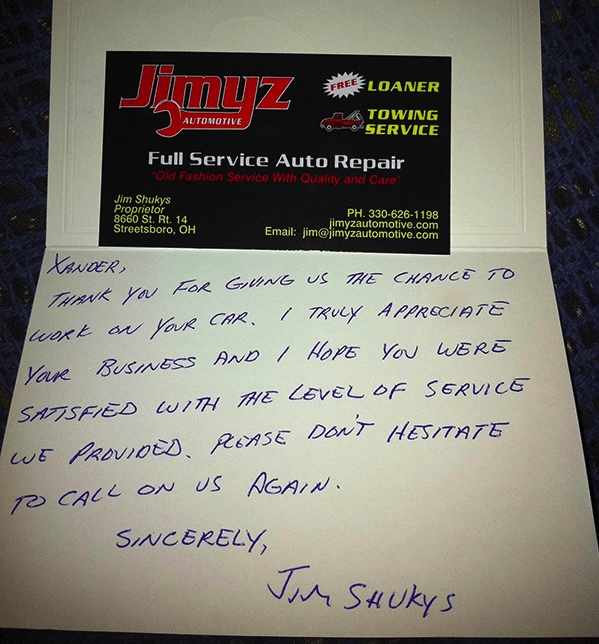 Jimyz
AUTOMOTIVE
FREE LOANER
TOWING
SERVICE
Full Service Auto Repair
"Old Fashion Service With Quality and Care"
Jim Shukys
Proprietor
8660 St. Rt. 14
Streetsboro, OH
PH. 330-626-1198
jimyzautomotive.com
Email: jim@jimyzautomotive.com
XANDER,
THANK YOU FOR GIVING US THE CHANCE TO
WORK ON YOUR CAR. I TRULY APPRECIATE
YOUR BUSINESS AND I HOPE YOU WERE
SATISFIED WITH THE LEVEL OF SERVICE
WE PROVIDED. PLEASE DON'T HESITATE
TO CALL ON US AGAIN.
SINCERELY,
JIM SHUKYS